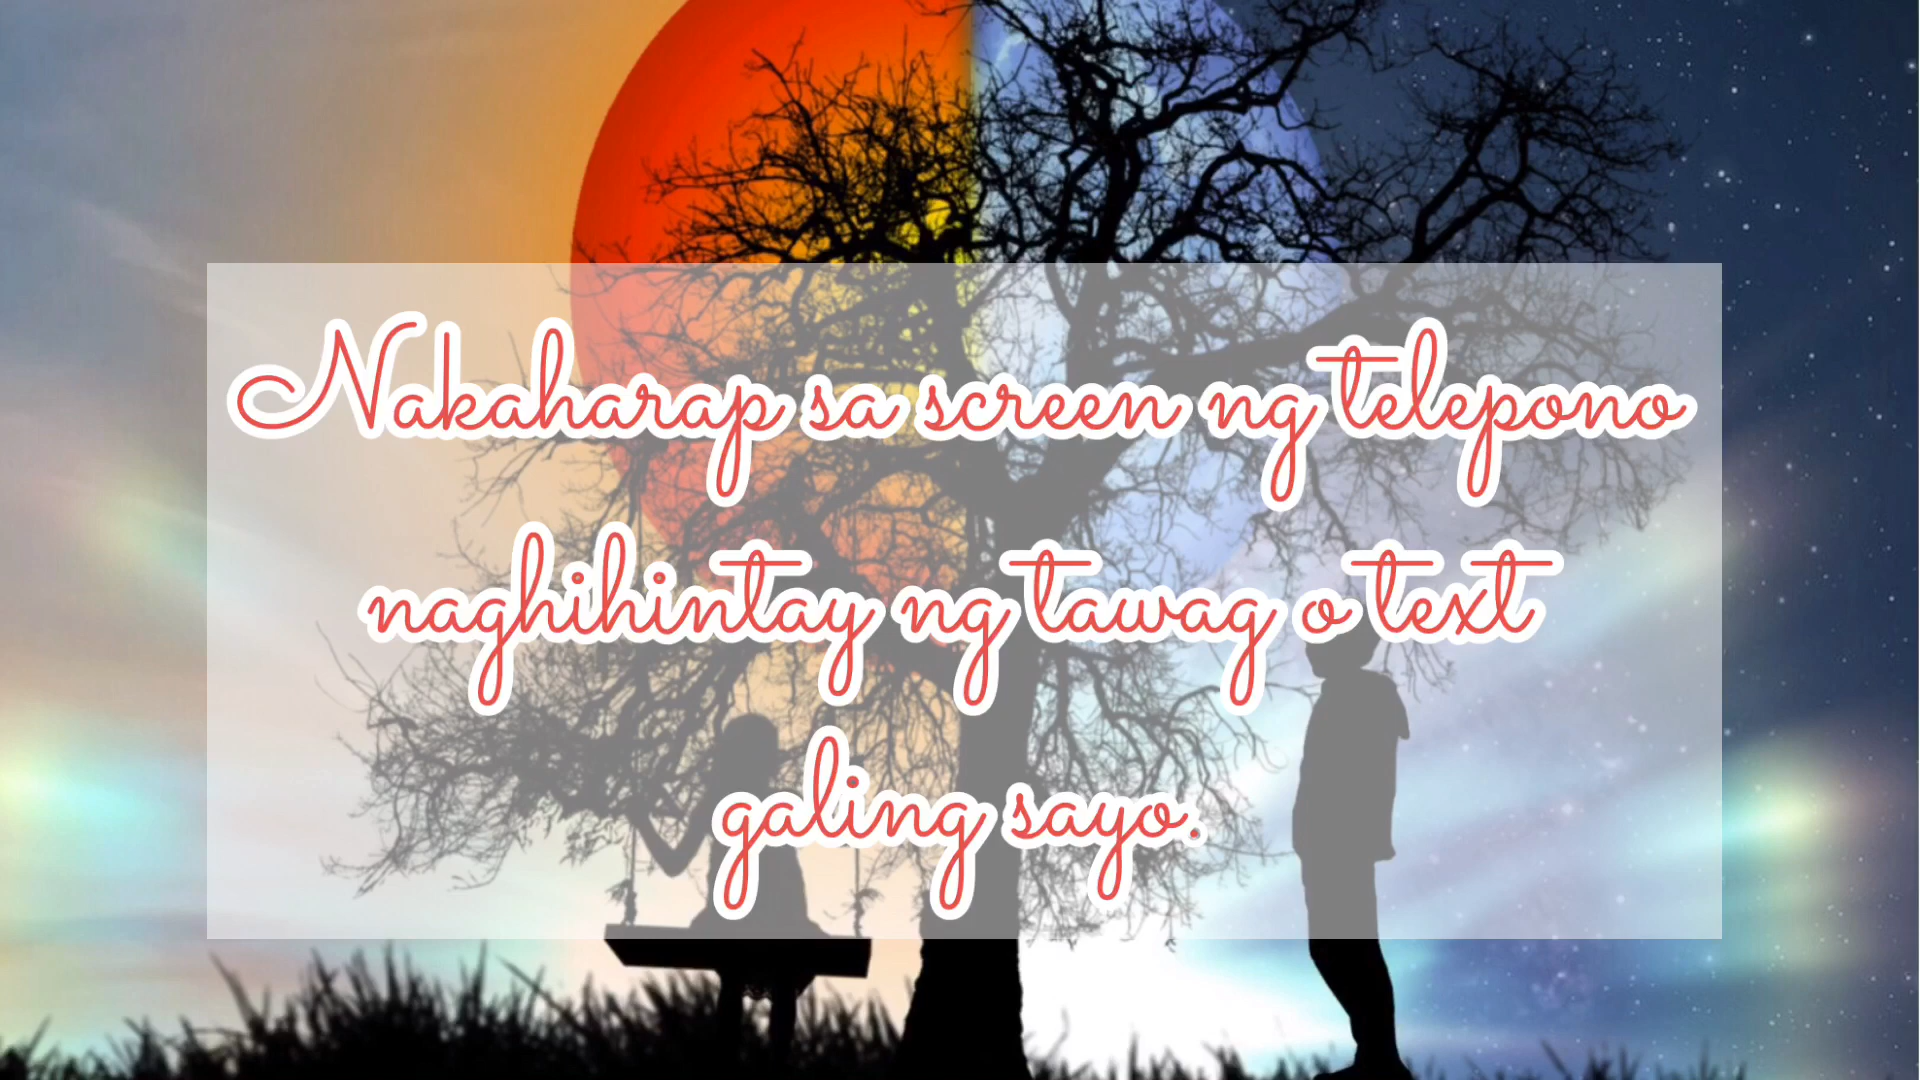 Nakaharap sa screen ng telepono
naghihintay ng tawag o text
galing sayo.